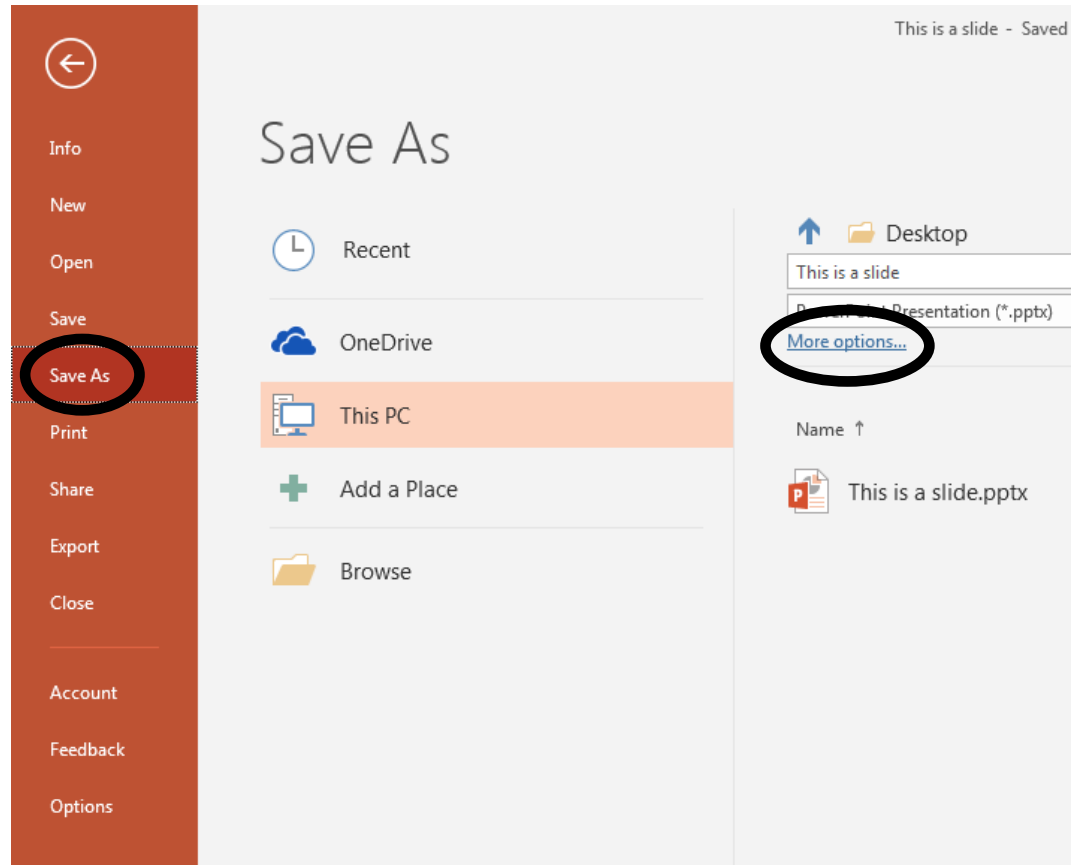 This is a slide - Saved
Info
New
Open
Save
Save As
Print
Share
Export
Close
Account
Feedback
Options
Save As
Recent
OneDrive
This PC
Add a Place
Browse
Desktop
This is a slide
PowerPoint Presentation (*.pptx)
More options...
Name ↑
P
This is a slide.pptx